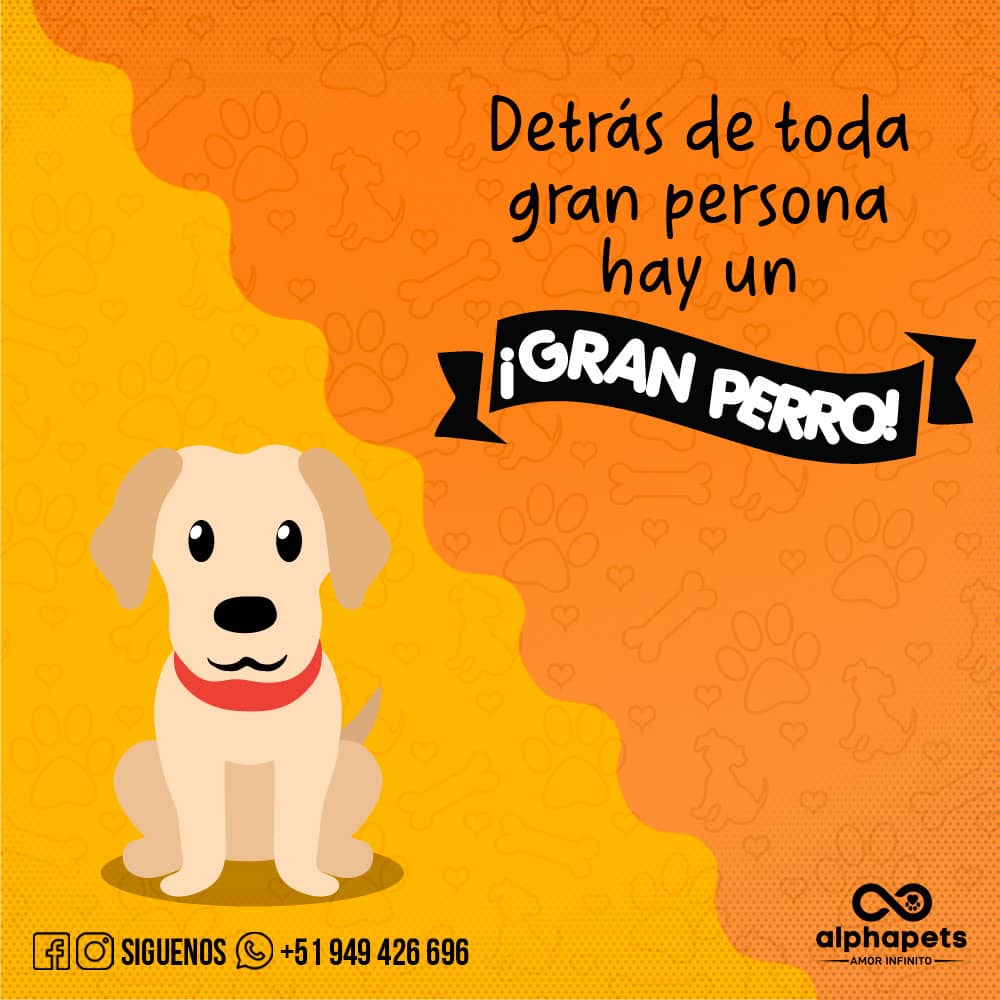 Detrás de toda
gran persona
hay un
¡GRAN PERRO!
SIGUENOS +51 949 426 696
alphapets
AMOR INFINITO